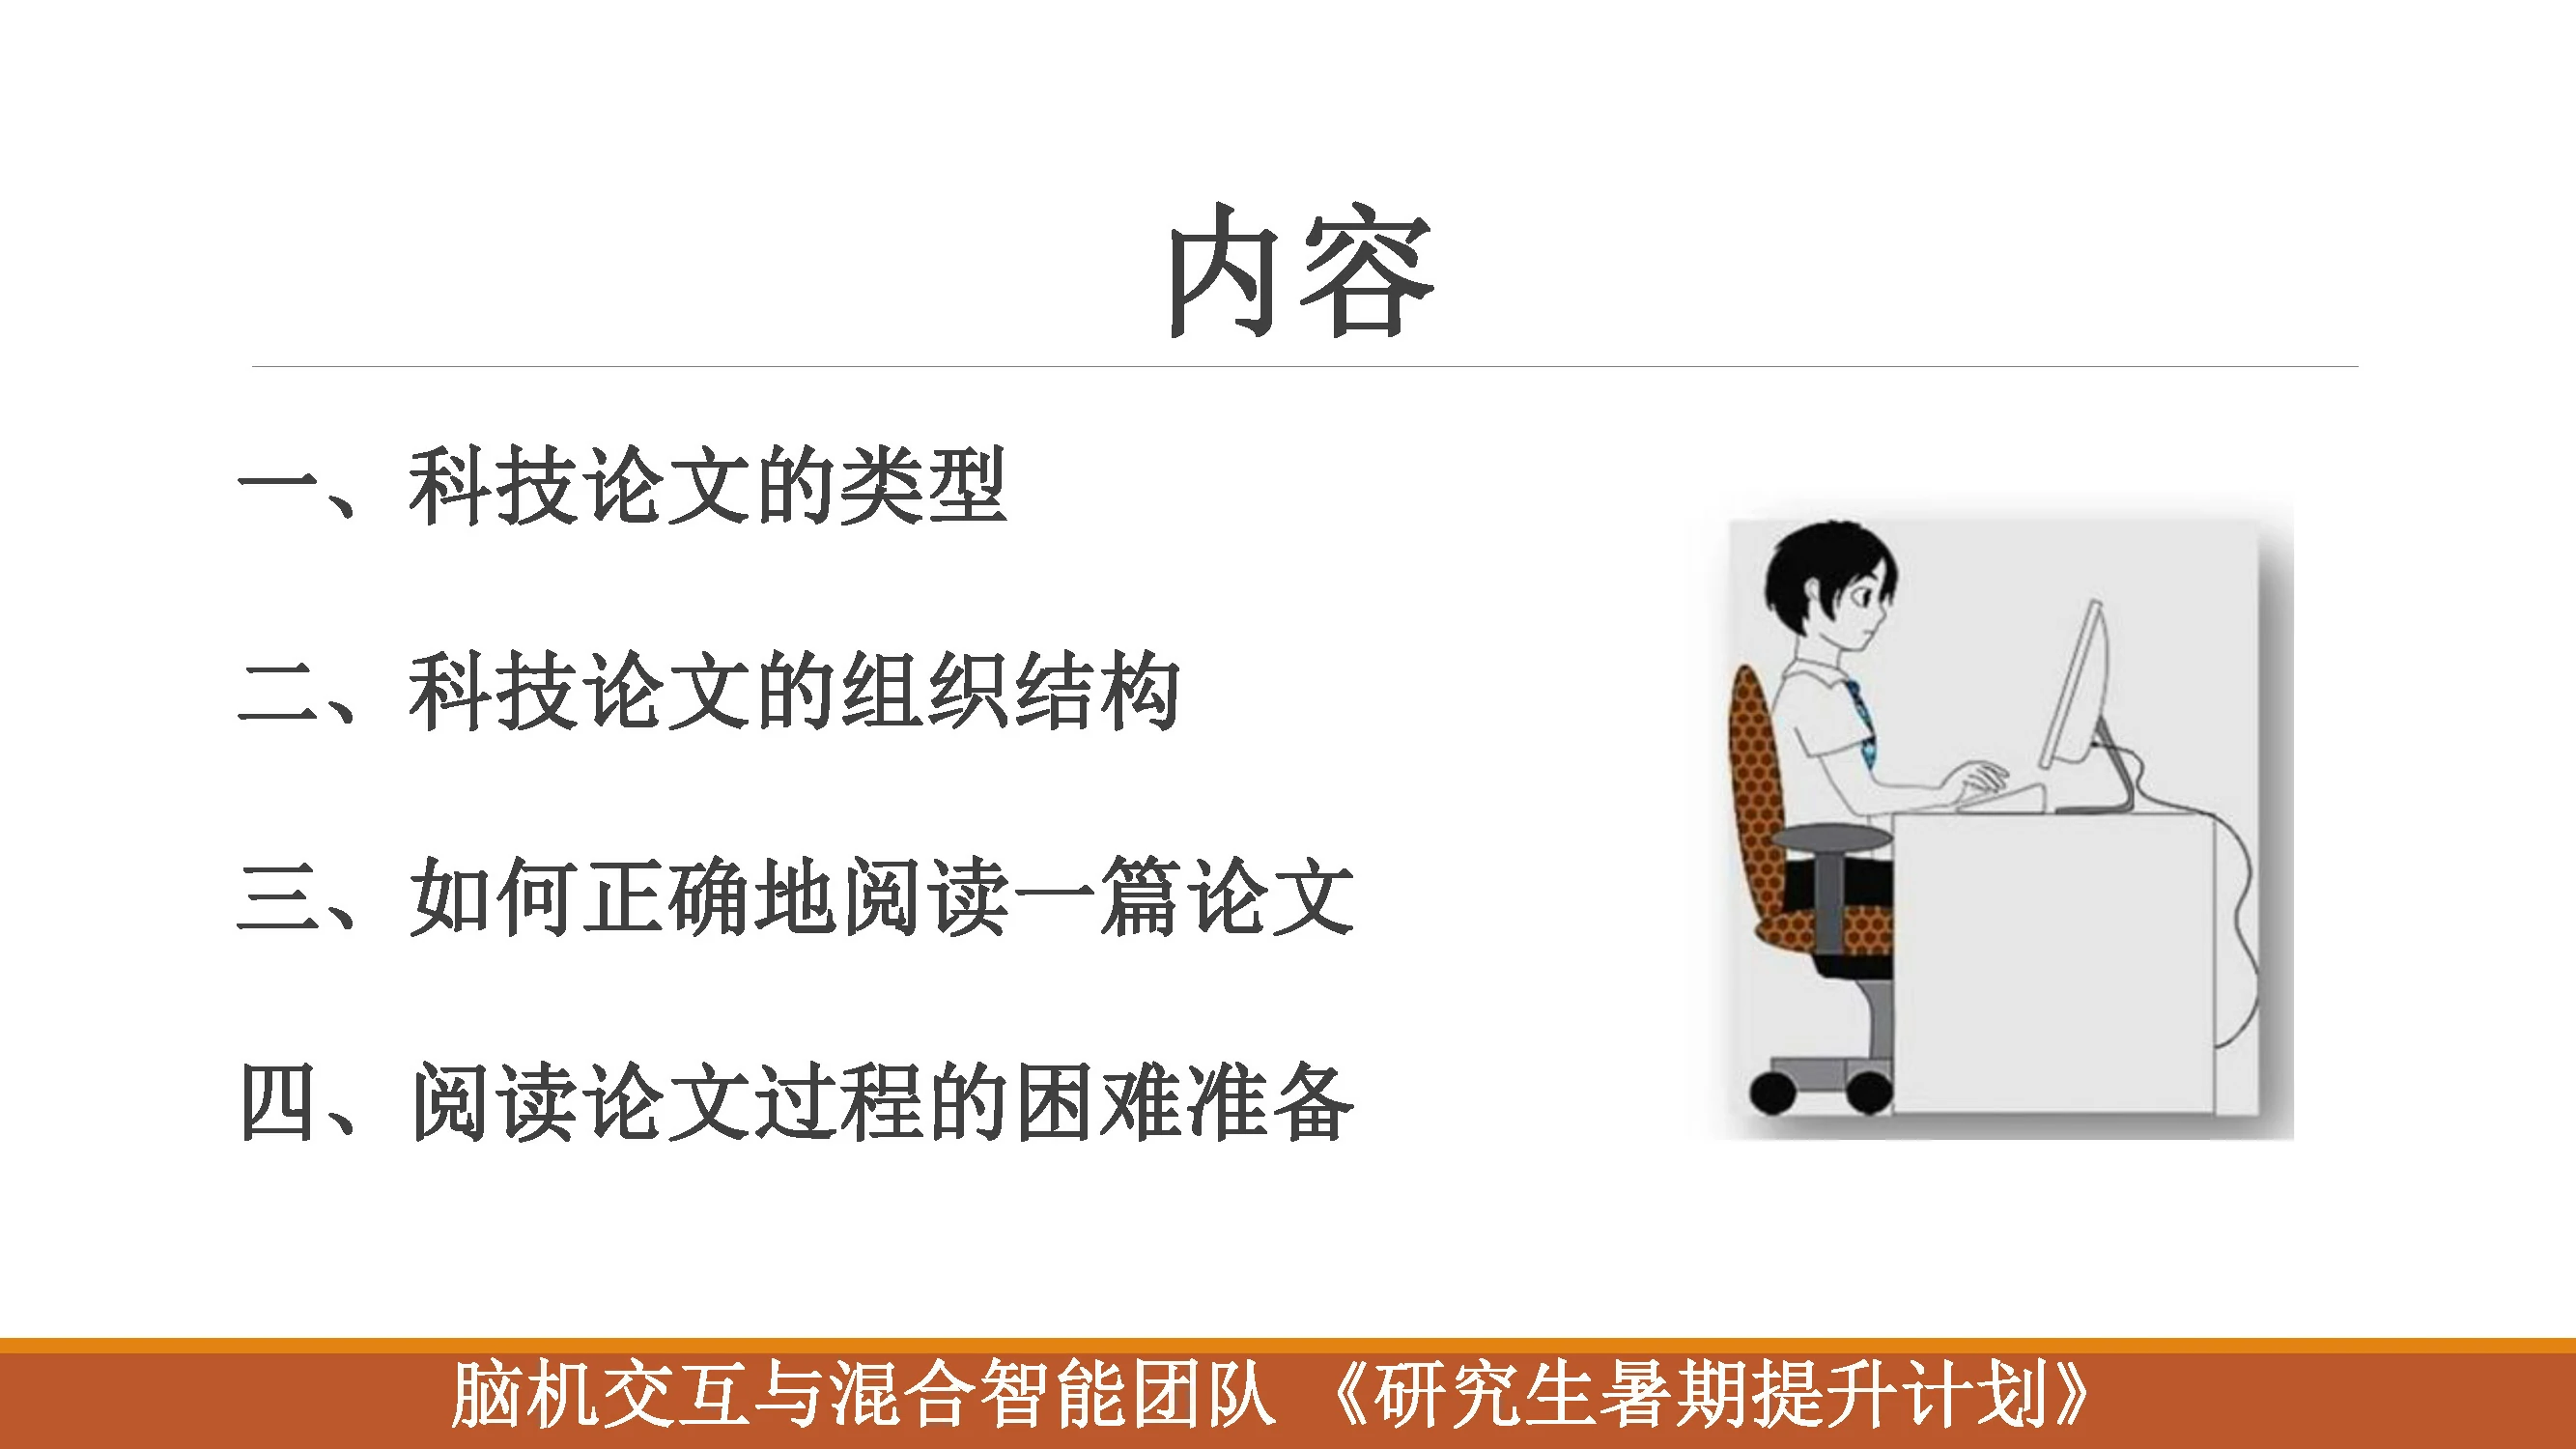 内容
一、科技论文的类型
二、科技论文的组织结构
三、如何正确地阅读一篇论文
四、阅读论文过程的困难准备
脑机交互与混合智能团队 《研究生暑期提升计划》